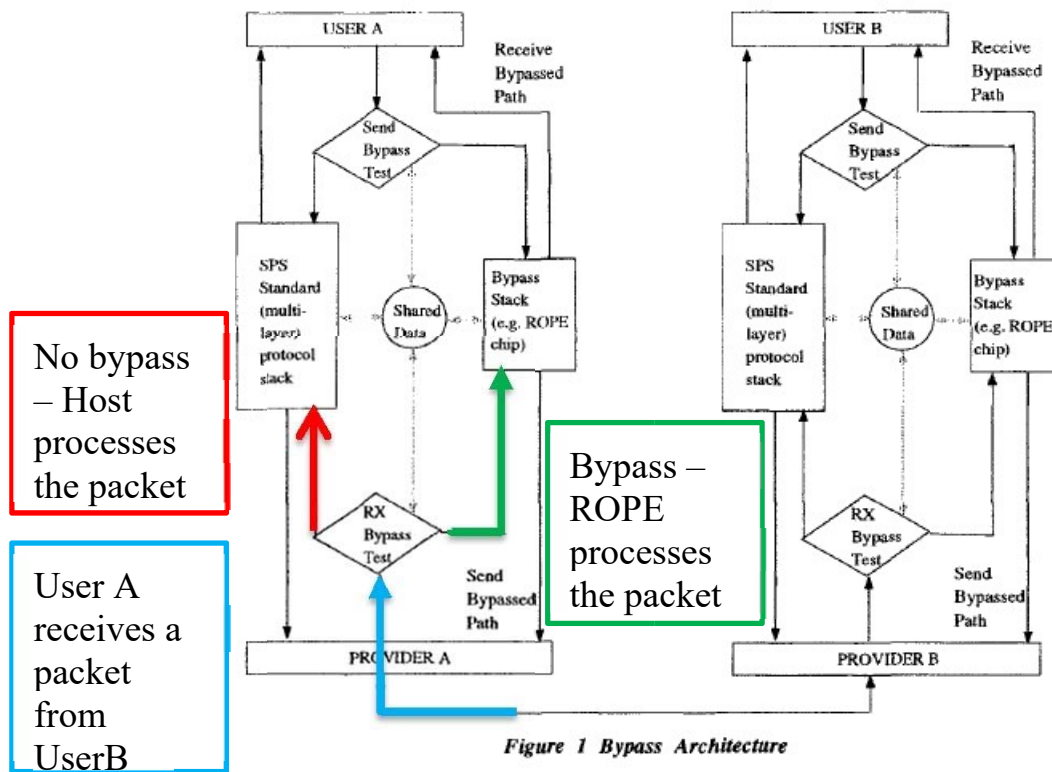 USER A
Receive
Bypassed
Path
Send
Bypass
Test
SPS
Standard
(multi-
layer)
protocol
stack
Shared
Data
Bypass
Stack
(e.g. ROPE
chip)
RX
Bypass
Test
Send
Bypassed
Path
PROVIDER A
No bypass
– Host
processes
the packet
User A
receives a
packet
from
UserB
Bypass –
ROPE
processes
the packet
USER B
Receive
Bypassed
Path
Send
Bypass
Test
SPS
Standard
(multi-
layer)
protocol
stack
Shared
Data
Bypass
Stack
(e.g. ROPE
chip)
RX
Bypass
Test
Send
Bypassed
Path
PROVIDER B
Figure 1 Bypass Architecture